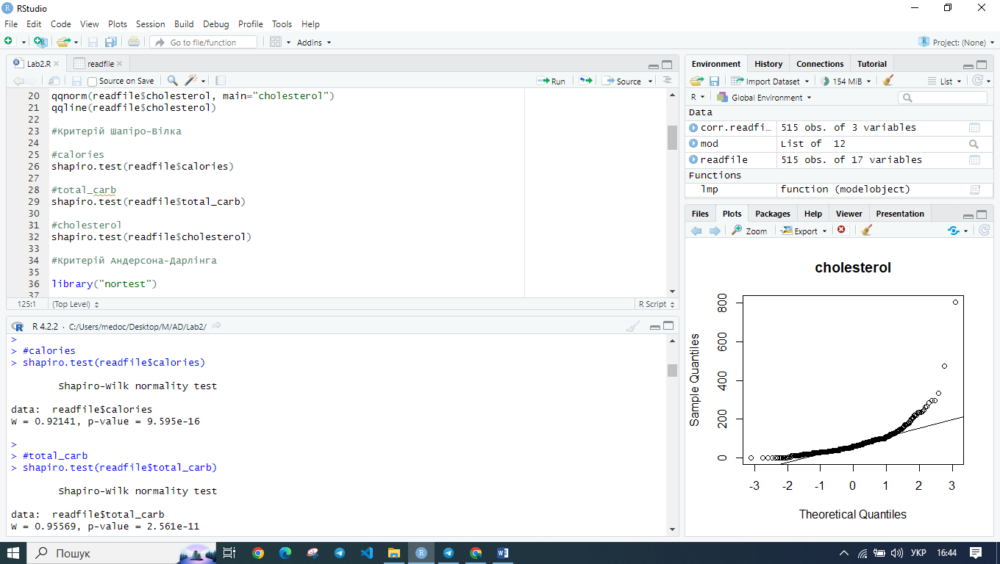 RStudio
File Edit Code View Plots Session Build Debug Profile Tools Help
Go to file/function Addins Project: (None)
Lab2.R readfile
Source on Save Run Source
20 qqnorm(readfile$cholesterol, main="cholesterol")
21 qqline(readfile$cholesterol)
22
23 #Критерій Шапіро-Вілка
24
25 #calories
26 shapiro.test(readfile$calories)
27
28 #total_carb
29 shapiro.test(readfile$total_carb)
30
31 #cholesterol
32 shapiro.test(readfile$cholesterol)
33
34 #Критерій Андерсона-Дарлінга
35
36 library("nortest")
37
125:1 (Top Level) R Script
R 4.2.2 · C:/Users/medoc/Desktop/M/AD/Lab2/
>
> #calories
> shapiro.test(readfile$calories)
Shapiro-Wilk normality test
data: readfile$calories
W = 0.92141, p-value = 9.595e-16
>
> #total_carb
> shapiro.test(readfile$total_carb)
Shapiro-Wilk normality test
data: readfile$total_carb
W = 0.95569, p-value = 2.561e-11
Environment History Connections Tutorial
Import Dataset 154 MiB List
R Global Environment
Data
corr.readfi… 515 obs. of 3 variables
mod List of 12
readfile 515 obs. of 17 variables
Functions
lmp function (modelobject)
Files Plots Packages Help Viewer Presentation
Zoom Export
cholesterol
Sample Quantiles
800
600
400
200
0
-3 -2 -1 0 1 2 3
Theoretical Quantiles
Пошук УКР 16:44